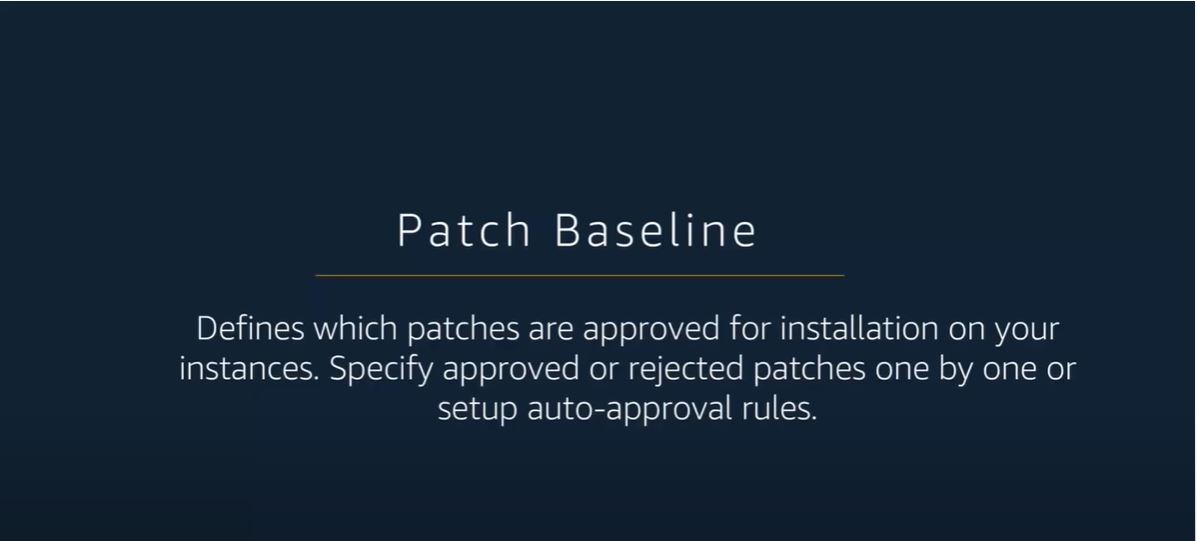 Patch Baseline
Defines which patches are approved for installation on your
instances. Specify approved or rejected patches one by one or
setup auto-approval rules.